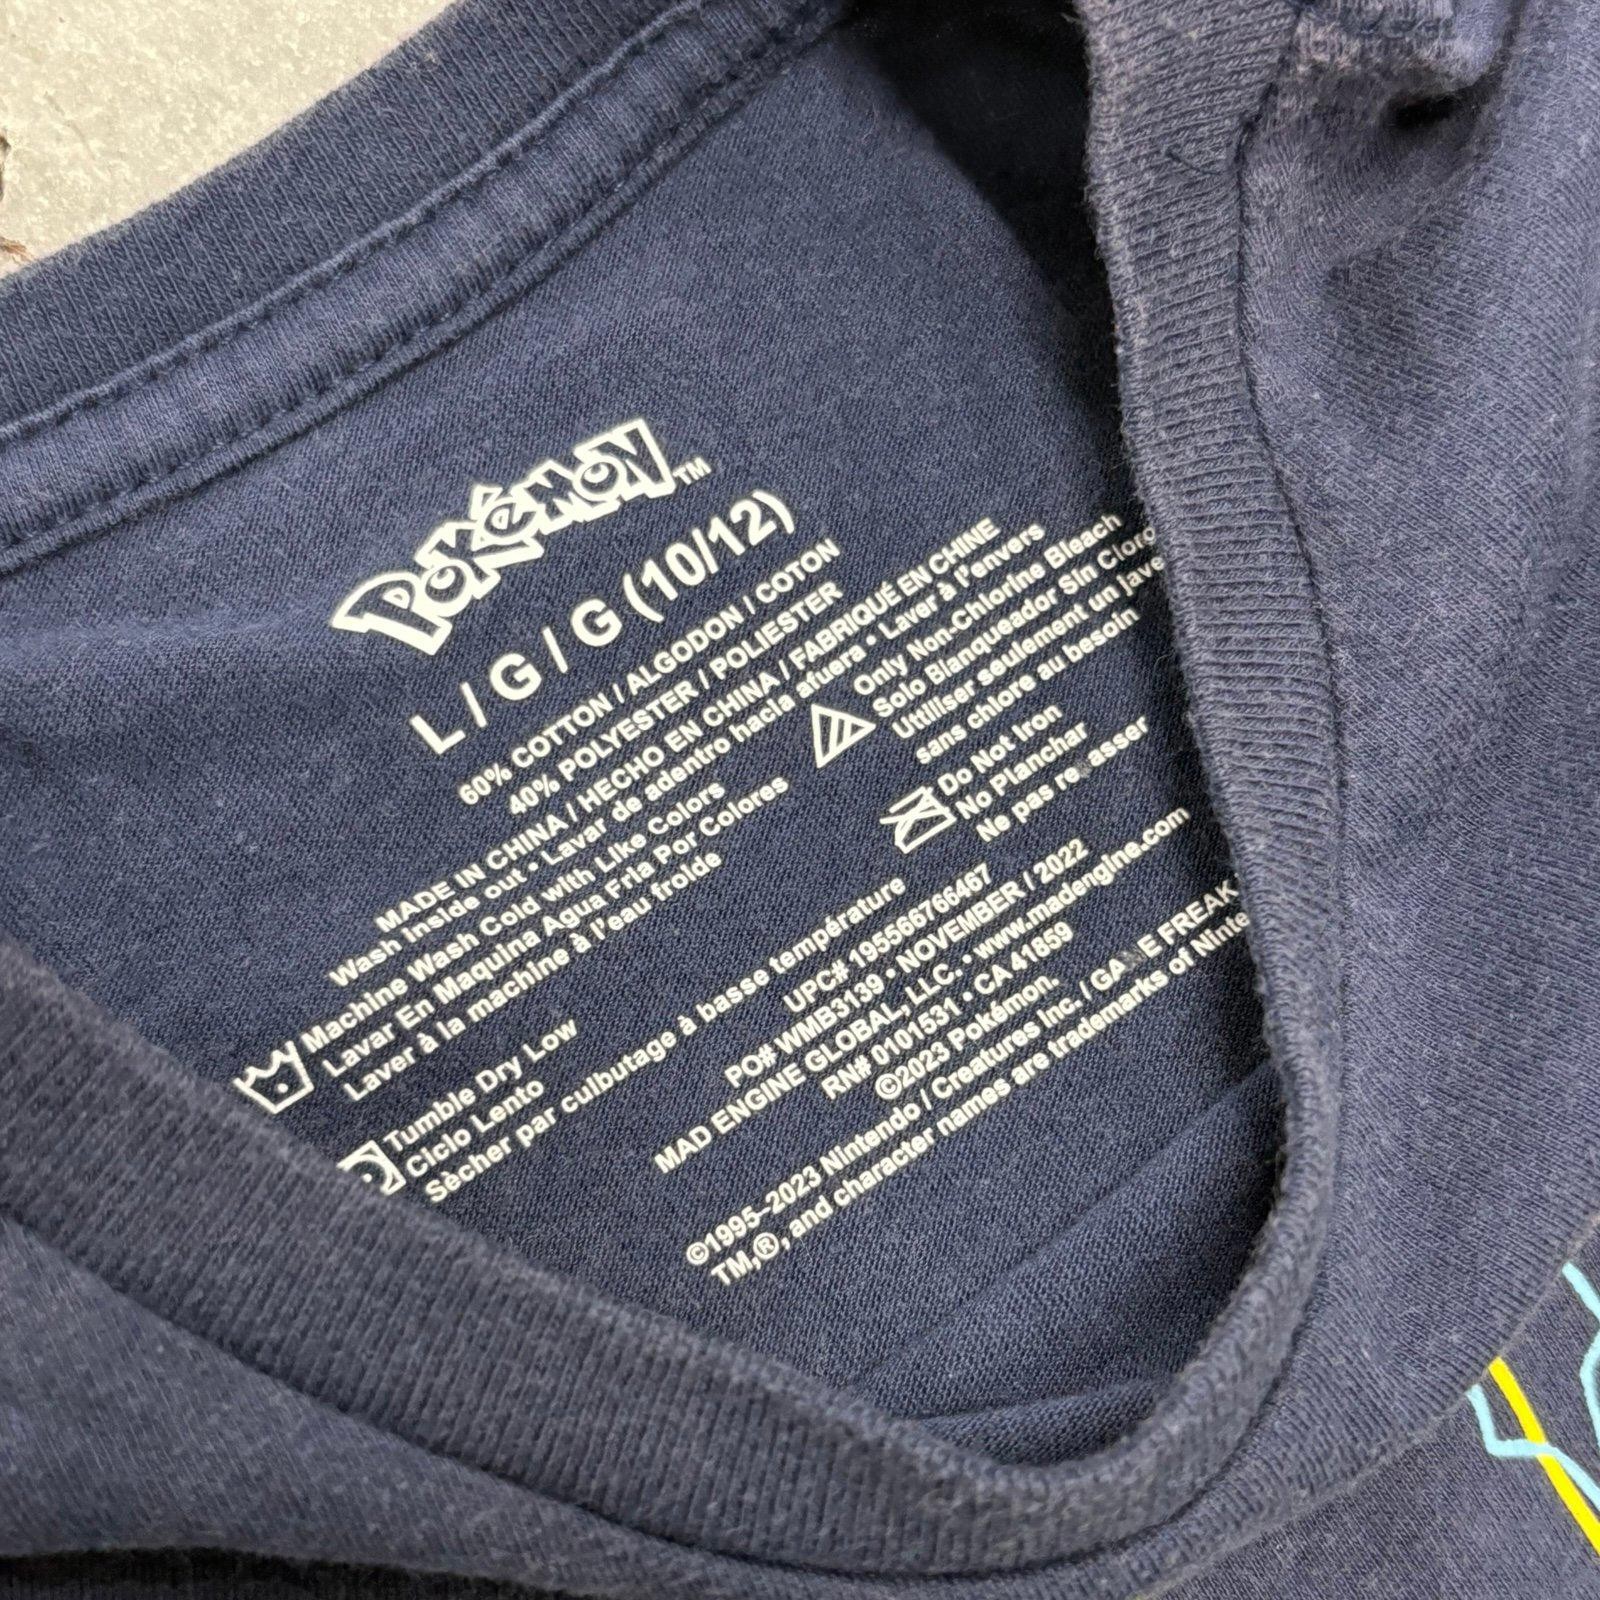 POKéMON™
L / G / G (10/12)
60% COTTON / ALGODON / COTON
40% POLYESTER / POLIESTER
MADE IN CHINA / HECHO EN CHINA / FABRIQUÉ EN CHINE
Wash Inside out • Lavar de adentro hacia afuera • Laver à l'envers
Machine Wash Cold with Like Colors
Lavar En Maquina Agua Fria Por Colores
Laver à la machine à l'eau froide
Only Non-Chlorine Bleach
Solo Blanqueador Sin Cloro
Utiliser seulement un
sans chlore au besoin
Tumble Dry Low
Ciclo Lento
Sècher par culbutage à basse température
Do Not Iron
No Planchar
Ne pas re asser
UPC# 195566766467
PO# WMB3139 • NOVEMBER / 2022
MAD ENGINE GLOBAL, LLC. • www.madengine.com
RN# 0101531 • CA 41859
©2023 Pokémon.
©1995–2023 Nintendo / Creatures Inc. / GA E FREAK
TM,®, and character names are trademarks of